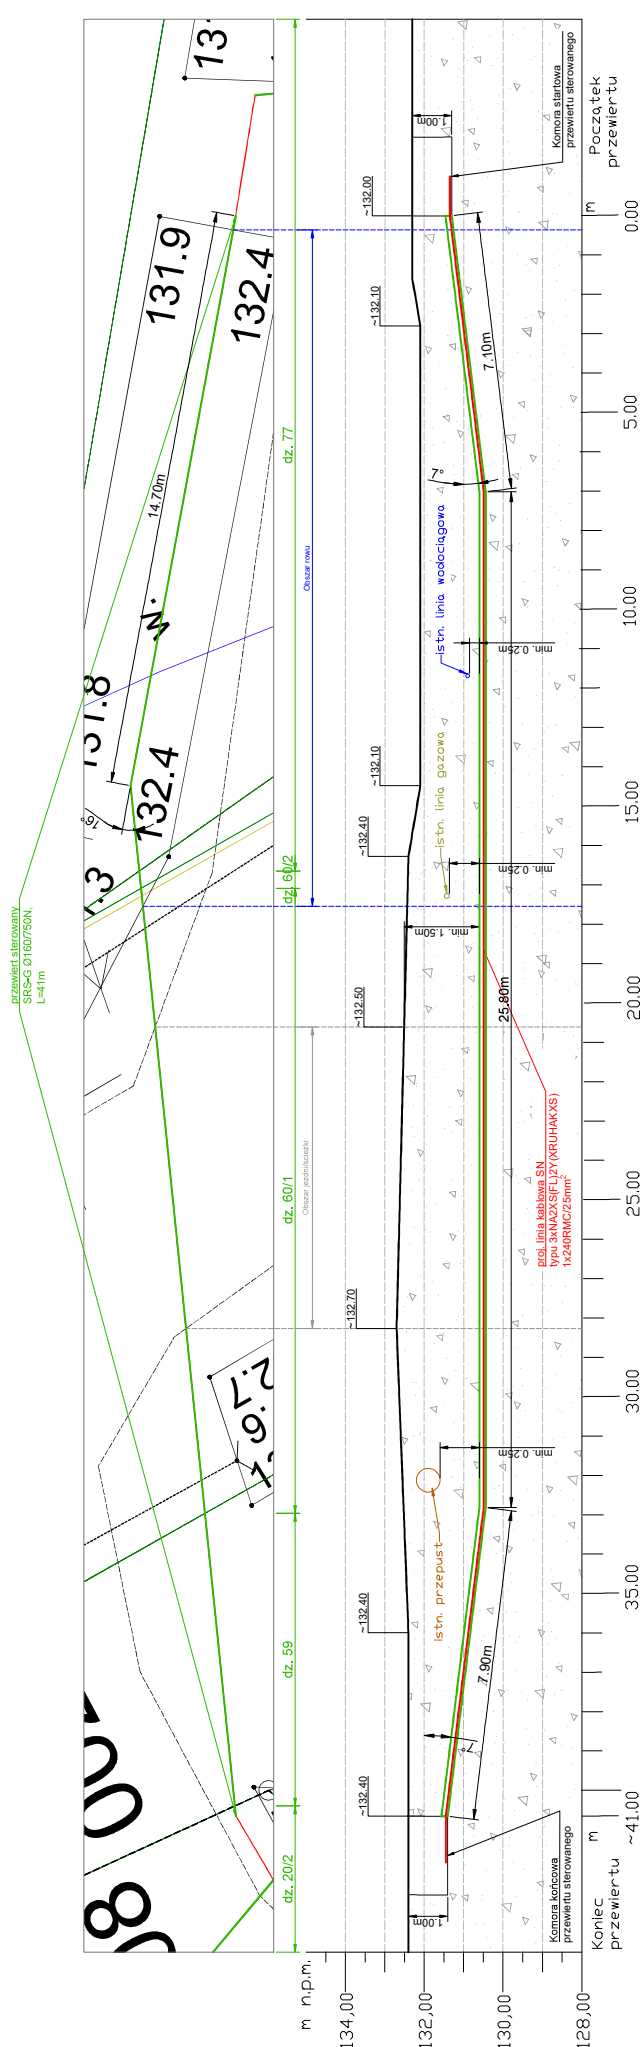 przewiert sterowany
SRS-G Ø160/750N,
L=41m
131.9
132.4
14.70m
132.4
16°
dz. 20/2
dz. 59
dz. 60/1
dz. 60/2
dz. 77
Obszar jezdni/ścieżki
Obszar rowu
~132.40
~132.40
~132.70
~132.50
~132.40
~132.10
~132.10
~132.00
1.00m
1.00m
istn. przepust
istn. linia gazowa
istn. linia wodociągowa
min. 0.25m
min. 1.50m
min. 0.25m
min. 0.25m
7°
7°
7.90m
25.80m
7.10m
proj. linia kablowa SN
typu 3xNA2XS(FL)2Y(XRUHAKXS)
1x240RMC/25mm²
Komora końcowa
przewiertu sterowanego
Komora startowa
przewiertu sterowanego
m n.p.m.
134,00
132,00
130,00
128,00
Koniec
przewiertu
m
~41.00
35.00
30.00
25.00
20.00
15.00
10.00
5.00
0.00
m
Początek
przewiertu